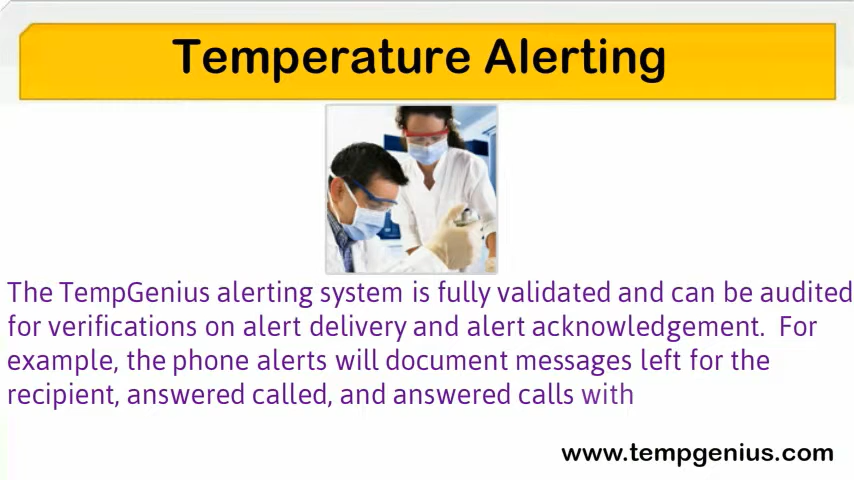 Temperature Alerting
The TempGenius alerting system is fully validated and can be audited
for verifications on alert delivery and alert acknowledgement.  For
example, the phone alerts will document messages left for the
recipient, answered called, and answered calls with
www.tempgenius.com